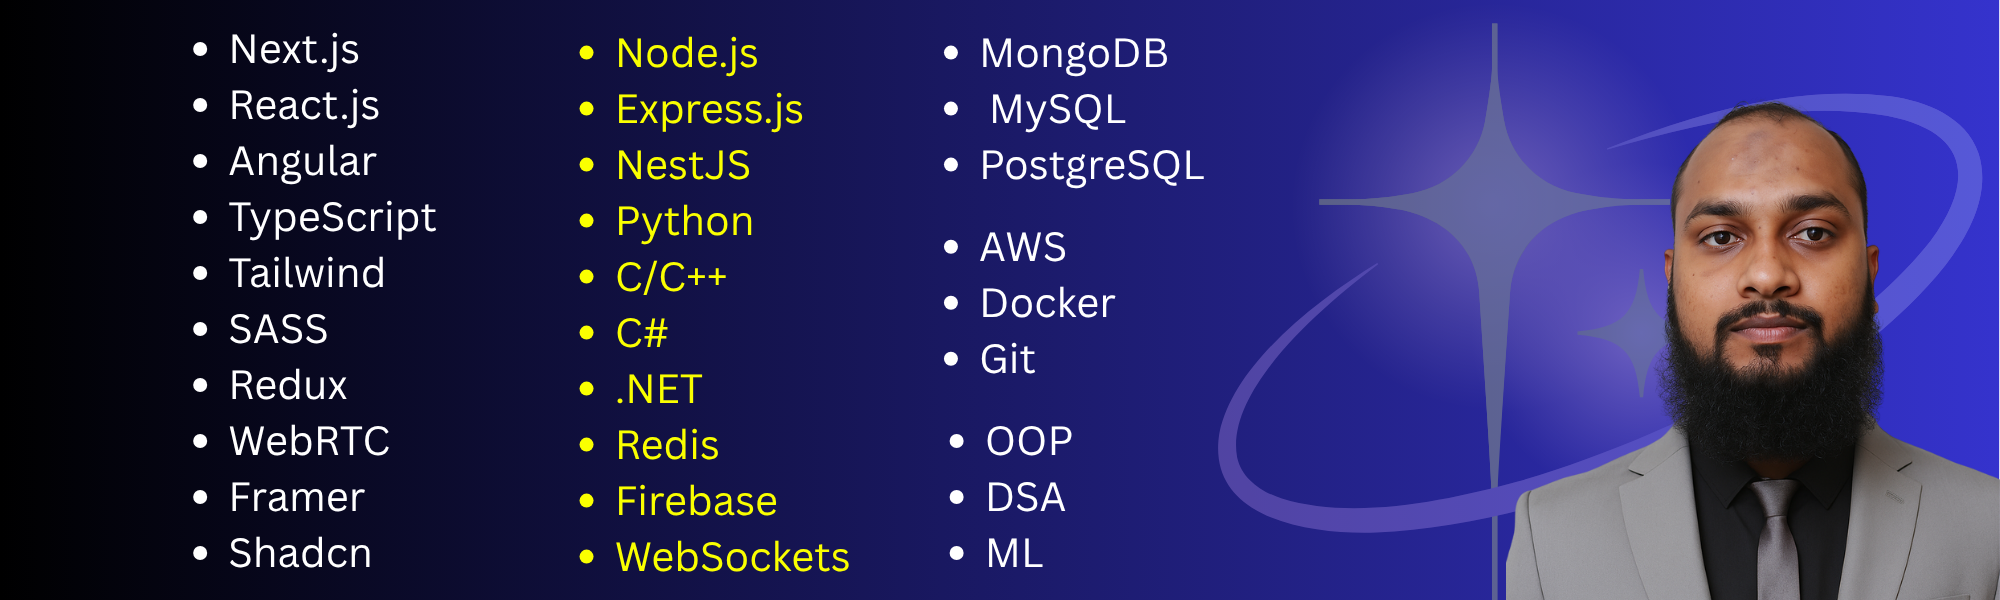 • Next.js
• React.js
• Angular
• TypeScript
• Tailwind
• SASS
• Redux
• WebRTC
• Framer
• Shadcn
• Node.js
• Express.js
• NestJS
• Python
• C/C++
• C#
• .NET
• Redis
• Firebase
• WebSockets
• MongoDB
• MySQL
• PostgreSQL
• AWS
• Docker
• Git
• OOP
• DSA
• ML